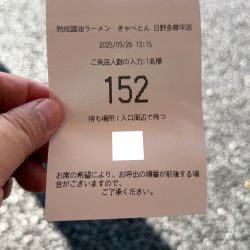 熟成醤油ラーメン きゃべとん 日野多摩平店
2025/09/26 13:15
ご来店人数の入力:1名様
152
待ち場所:入口周辺で待つ
お席の希望により、お呼出の順番が前後する場
合がございますので、
ご了承ください。